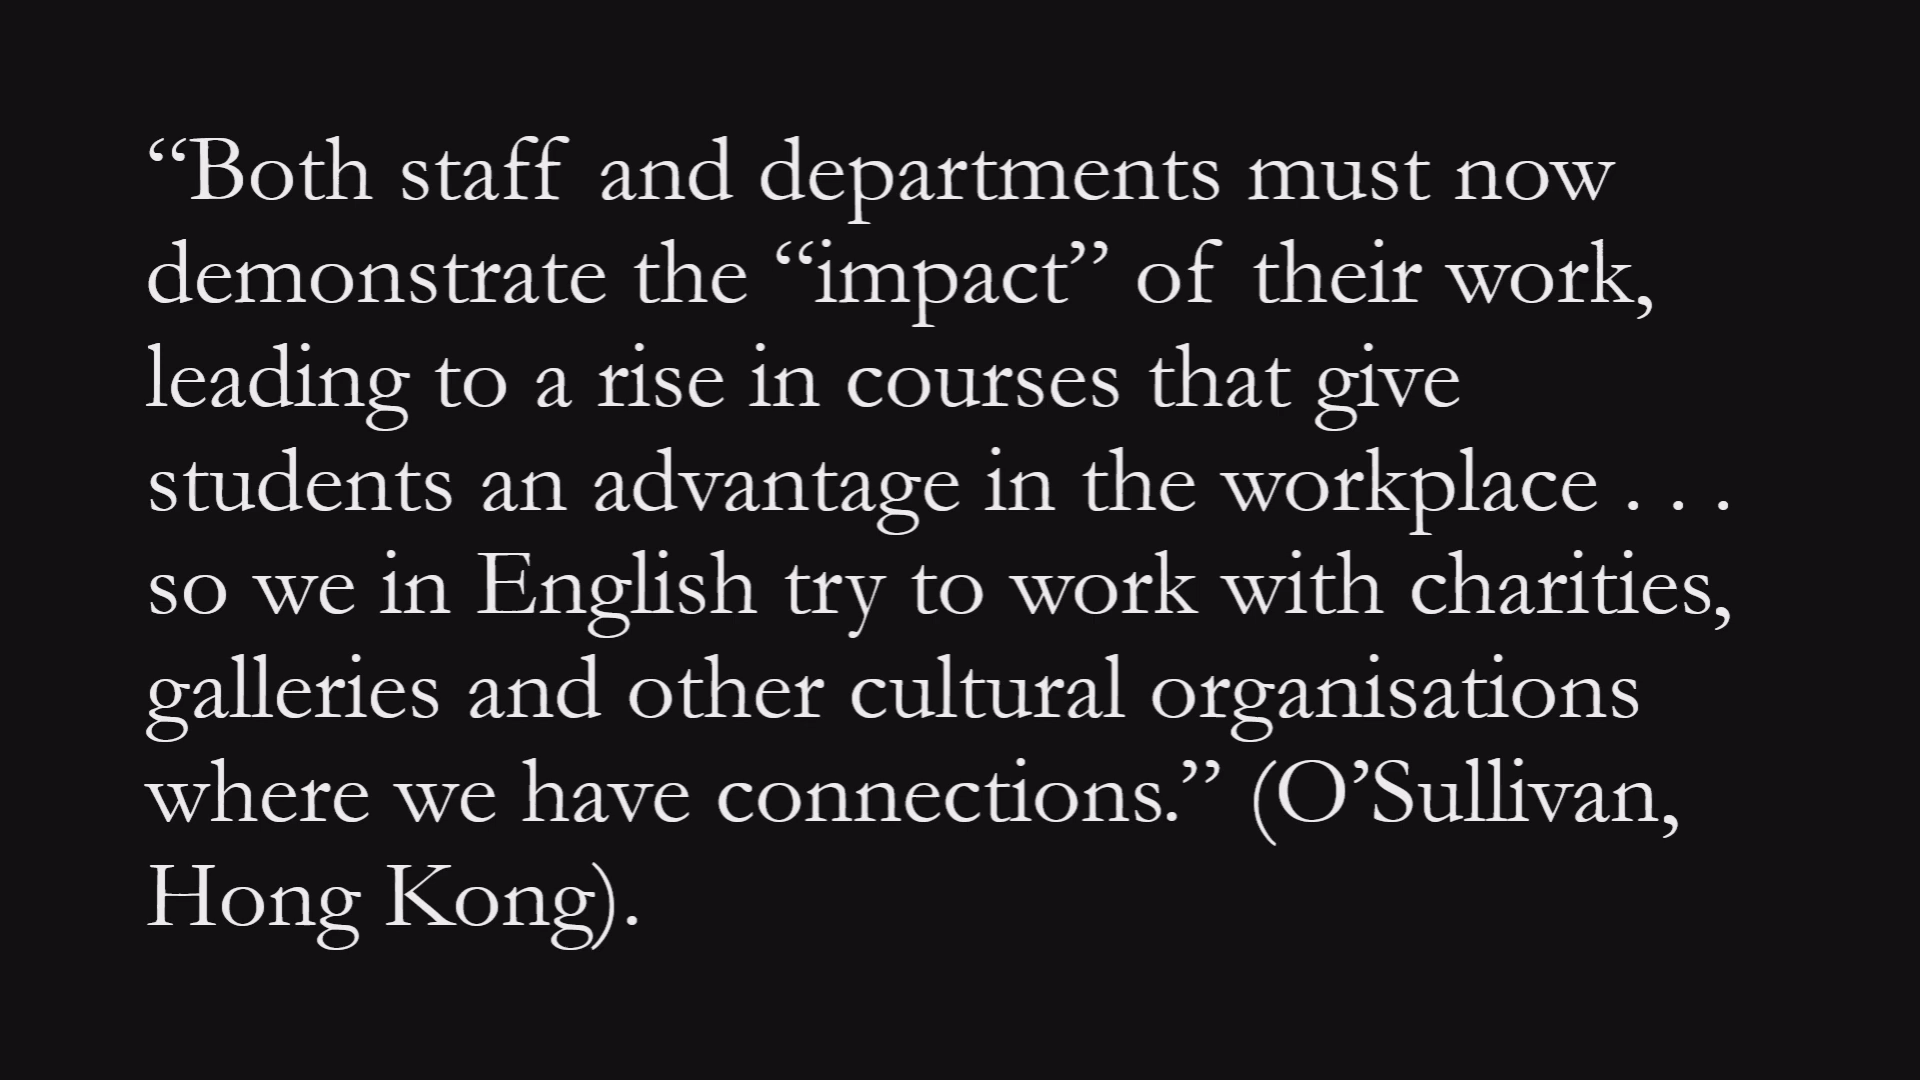 “Both staff and departments must now
demonstrate the “impact” of their work,
leading to a rise in courses that give
students an advantage in the workplace . . .
so we in English try to work with charities,
galleries and other cultural organisations
where we have connections.” (O’Sullivan,
Hong Kong).